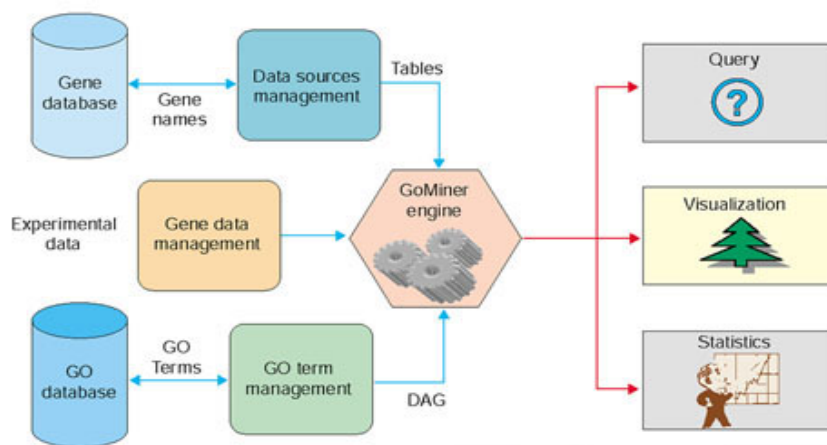 Gene
database
Gene
names
Data sources
management
Tables
Query
?
Experimental
data
Gene data
management
GoMiner
engine
Visualization
GO
database
GO
Terms
GO term
management
DAG
Statistics